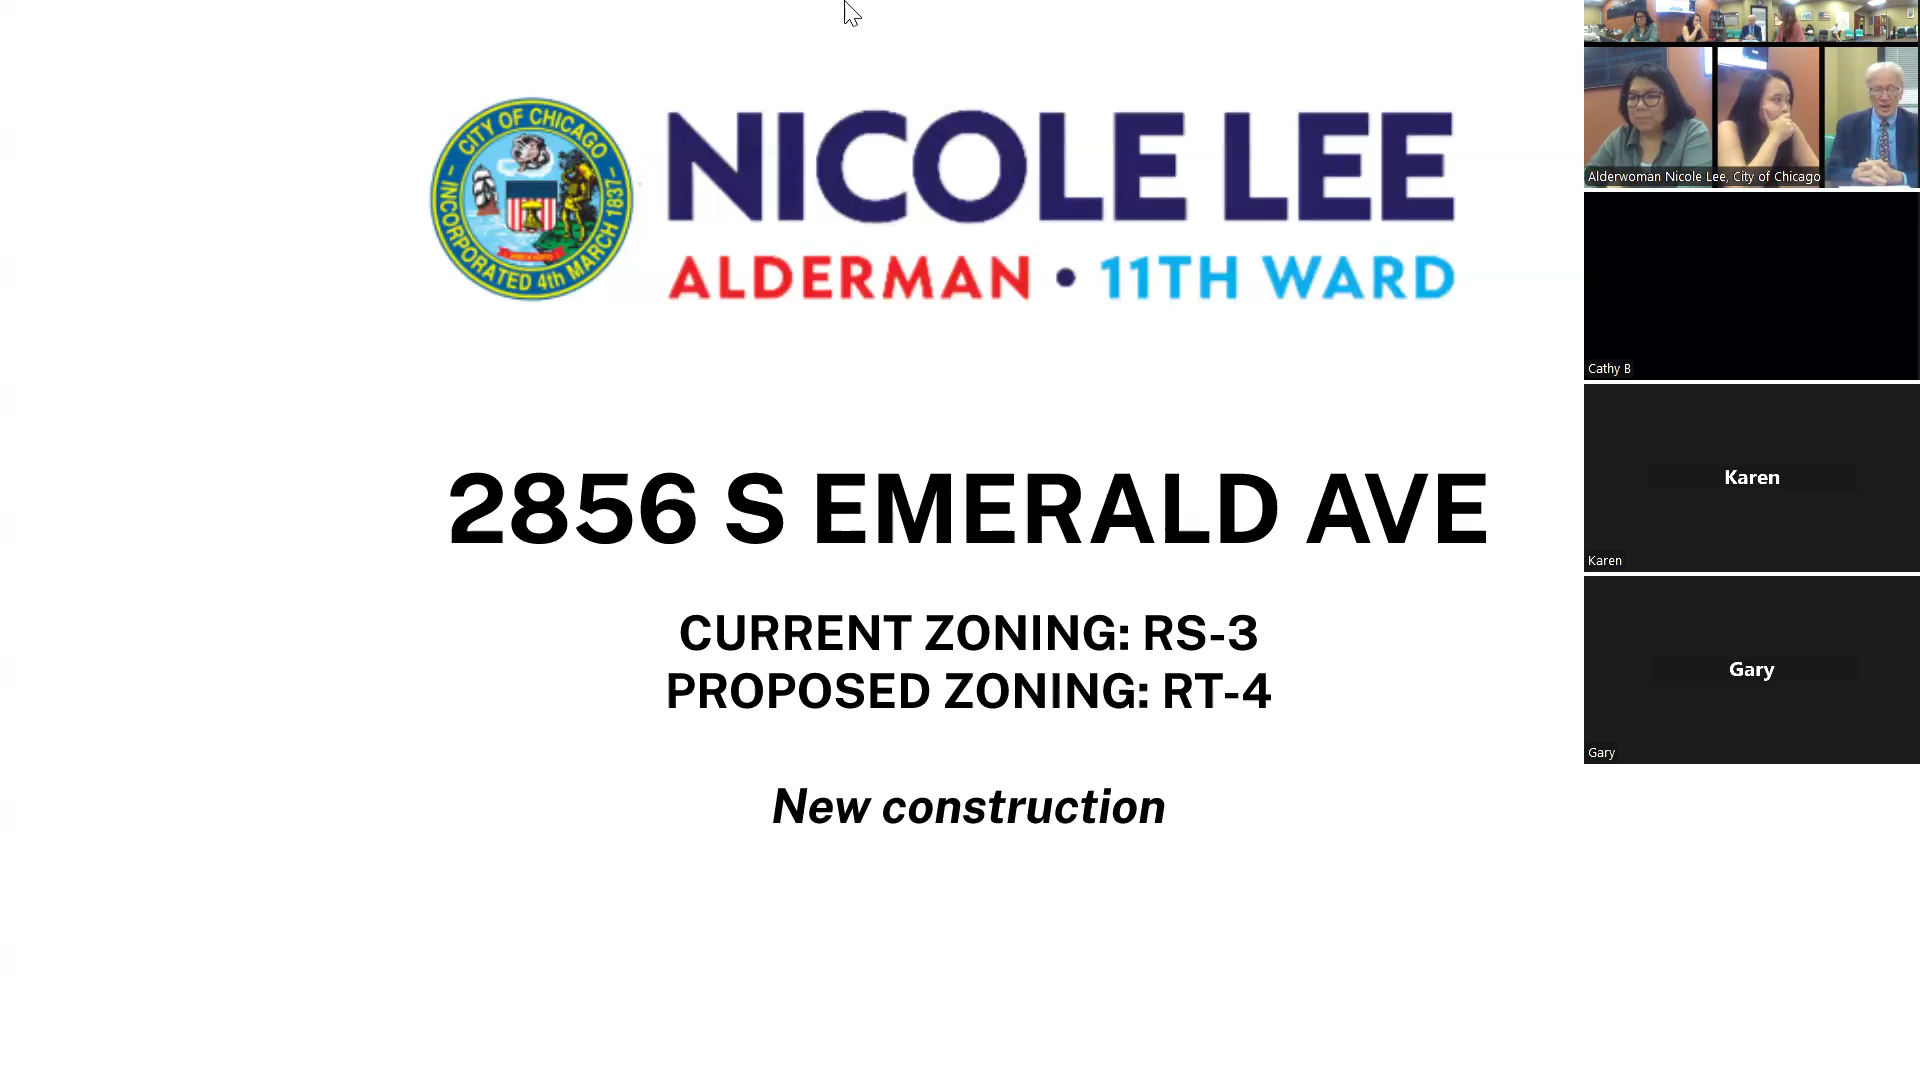 CITY OF CHICAGO
INCORPORATED 4th MARCH 1837
NICOLE LEE
ALDERMAN • 11TH WARD
2856 S EMERALD AVE
CURRENT ZONING: RS-3
PROPOSED ZONING: RT-4
New construction
Alderwoman Nicole Lee, City of Chicago
Cathy B
Karen
Karen
Gary
Gary